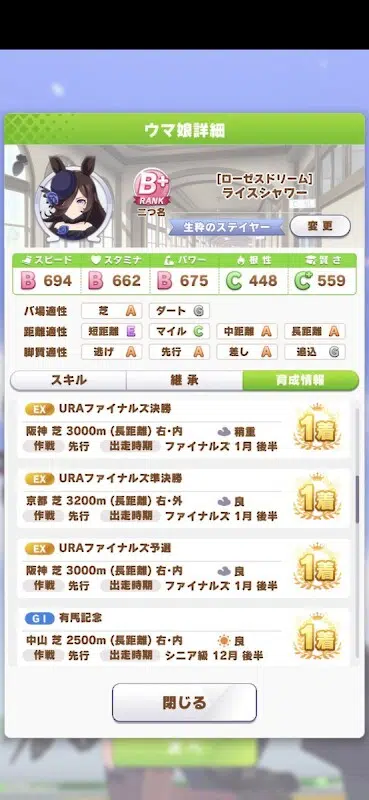 ウマ娘詳細
B+
RANK
二つ名
[ローゼスドリーム]
ライスシャワー
生粋のステイヤー
変更
スピード スタミナ パワー 根性 賢さ
B 694 B 662 B 675 C 448 C+ 559
バ場適性 芝 A ダート G
距離適性 短距離 E マイル C 中距離 A 長距離 A
脚質適性 逃げ A 先行 A 差し A 追込 G
スキル 継承 育成情報
EX URAファイナルズ決勝
阪神 芝 3000m (長距離) 右・内 稍重
作戦 先行 出走時期 ファイナルズ 1月 後半
1着
EX URAファイナルズ準決勝
京都 芝 3200m (長距離) 右・外 良
作戦 先行 出走時期 ファイナルズ 1月 後半
1着
EX URAファイナルズ予選
阪神 芝 3000m (長距離) 右・内 良
作戦 先行 出走時期 ファイナルズ 1月 後半
1着
GI 有馬記念
中山 芝 2500m (長距離) 右・内 良
作戦 先行 出走時期 シニア級 12月 後半
1着
閉じる